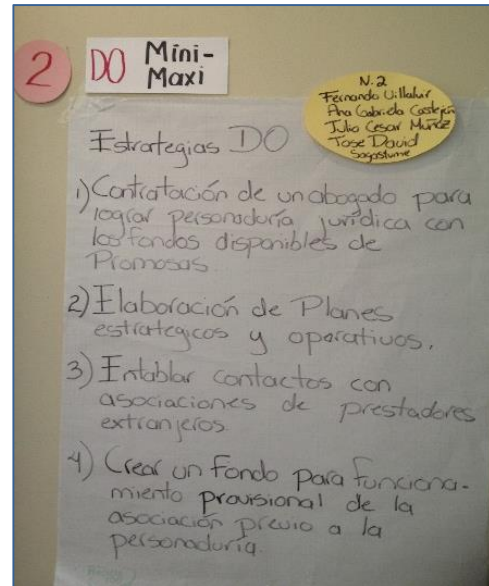 2
DO Míni-
Maxi
N.2
Fernando Villalvir
Ana Gabriela Castejón
Julio Cesar Muñoz
Jose David
Sagastume
Estrategias DO
1) Contratación de un abogado para
lograr personaduría jurídica con
los fondos disponibles de
Promosas
2) Elaboración de Planes
estrategicos y operativos.
3) Entablar contactos con
asociaciones de prestadores
extranjeros.
4) Crear un Fondo para funciona-
miento provisional de la
asociación previo a la
personaduría.